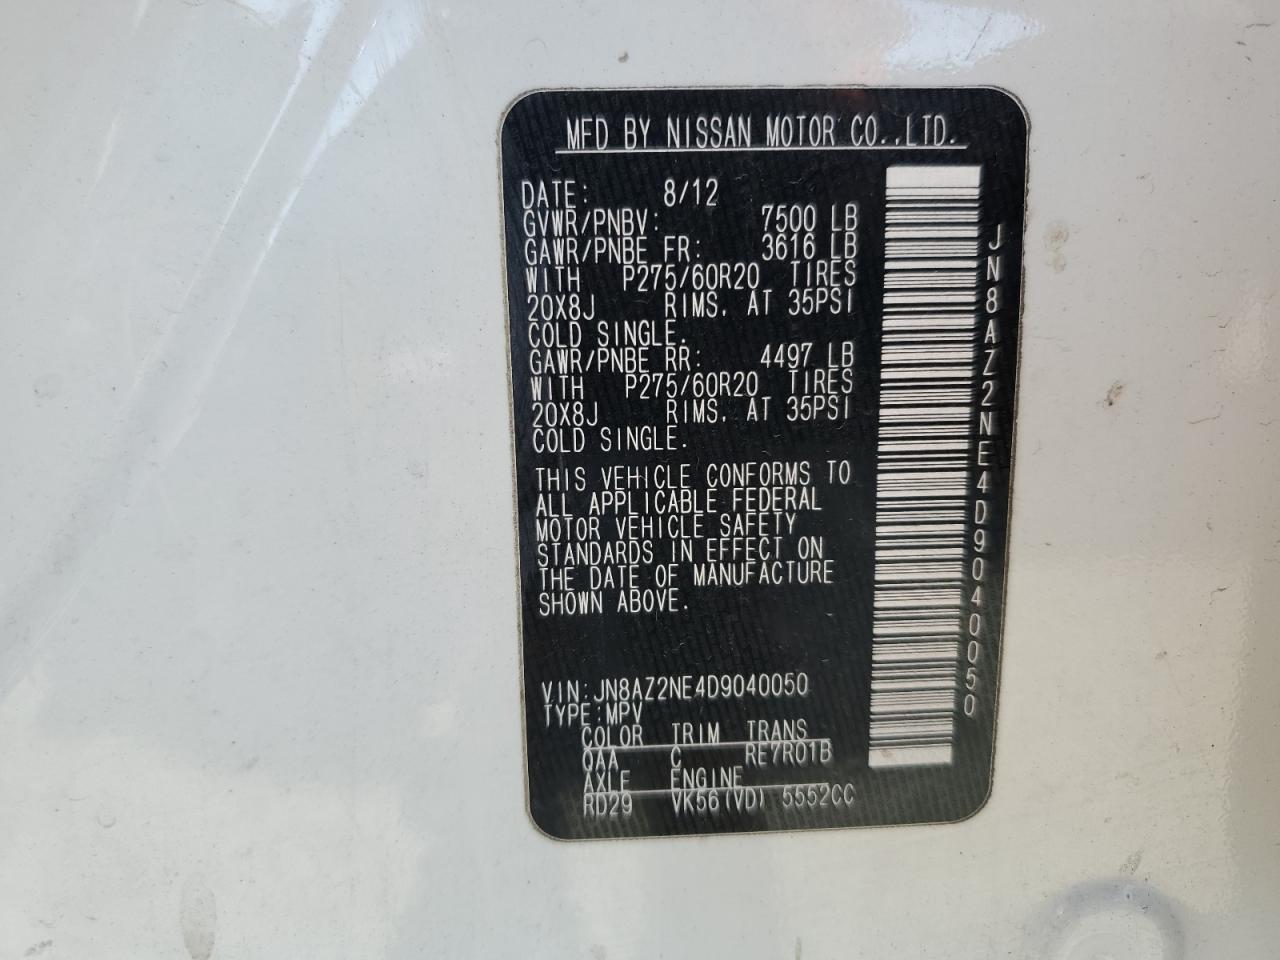 MFD BY NISSAN MOTOR CO.,LTD.
DATE: 8/12
GVWR/PNBV: 7500 LB
GAWR/PNBE FR: 3616 LB
WITH P275/60R20 TIRES
20X8J RIMS. AT 35PSI
COLD SINGLE.
GAWR/PNBE RR: 4497 LB
WITH P275/60R20 TIRES
20X8J RIMS. AT 35PSI
COLD SINGLE.
THIS VEHICLE CONFORMS TO
ALL APPLICABLE FEDERAL
MOTOR VEHICLE SAFETY
STANDARDS IN EFFECT ON
THE DATE OF MANUFACTURE
SHOWN ABOVE.
VIN:JN8AZ2NE4D9040050
TYPE:MPV
COLOR TRIM TRANS
QAA C RE7R01B
AXLE ENGINE
RD29 VK56(VD) 5552CC
JN8AZ2NE4D9040050